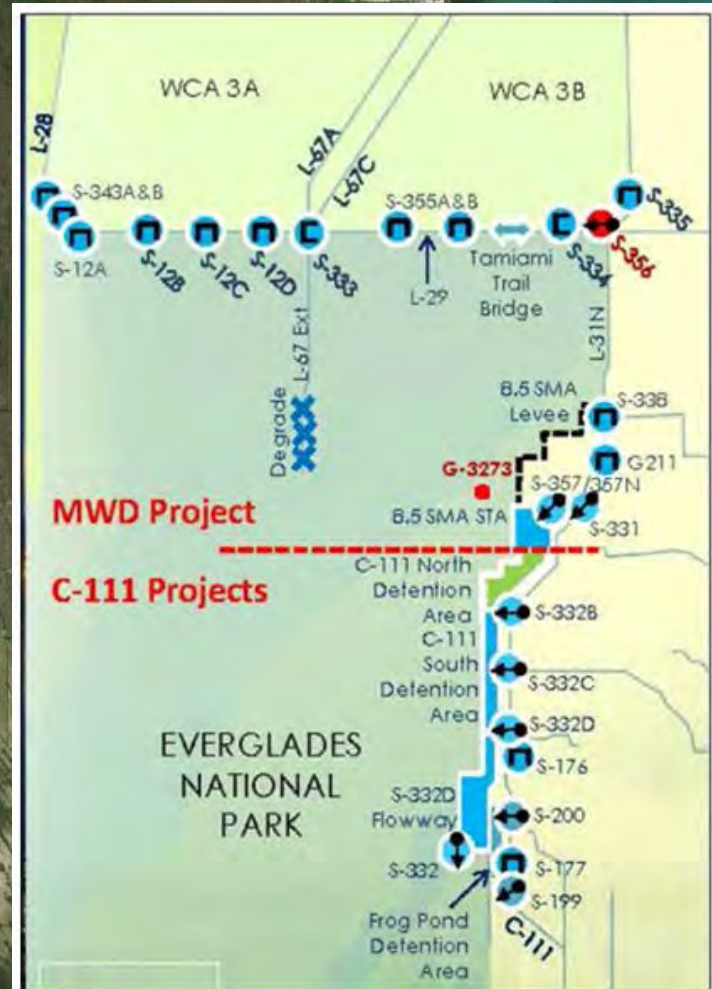 WCA 3A
WCA 3B
L-28
L-67A
L-67C
S-343A&B
S-355A&B
S-335
S-12A
S-12B
S-12C
S-12D
S-333
L-29
Tamiami
Trail
Bridge
S-334
S-356
L-67 Ext
L-31N
Degrade
8.5 SMA
Levee
S-338
G-3273
G211
S-357/357N
8.5 SMA STA
S-331
MWD Project
C-111 Projects
C-111 North
Detention
Area
C-111
South
Detention
Area
S-332B
S-332C
S-332D
S-176
EVERGLADES
NATIONAL
PARK
S-332D
Flowway
S-200
S-332
S-177
S-199
Frog Pond
Detention
Area
C-111